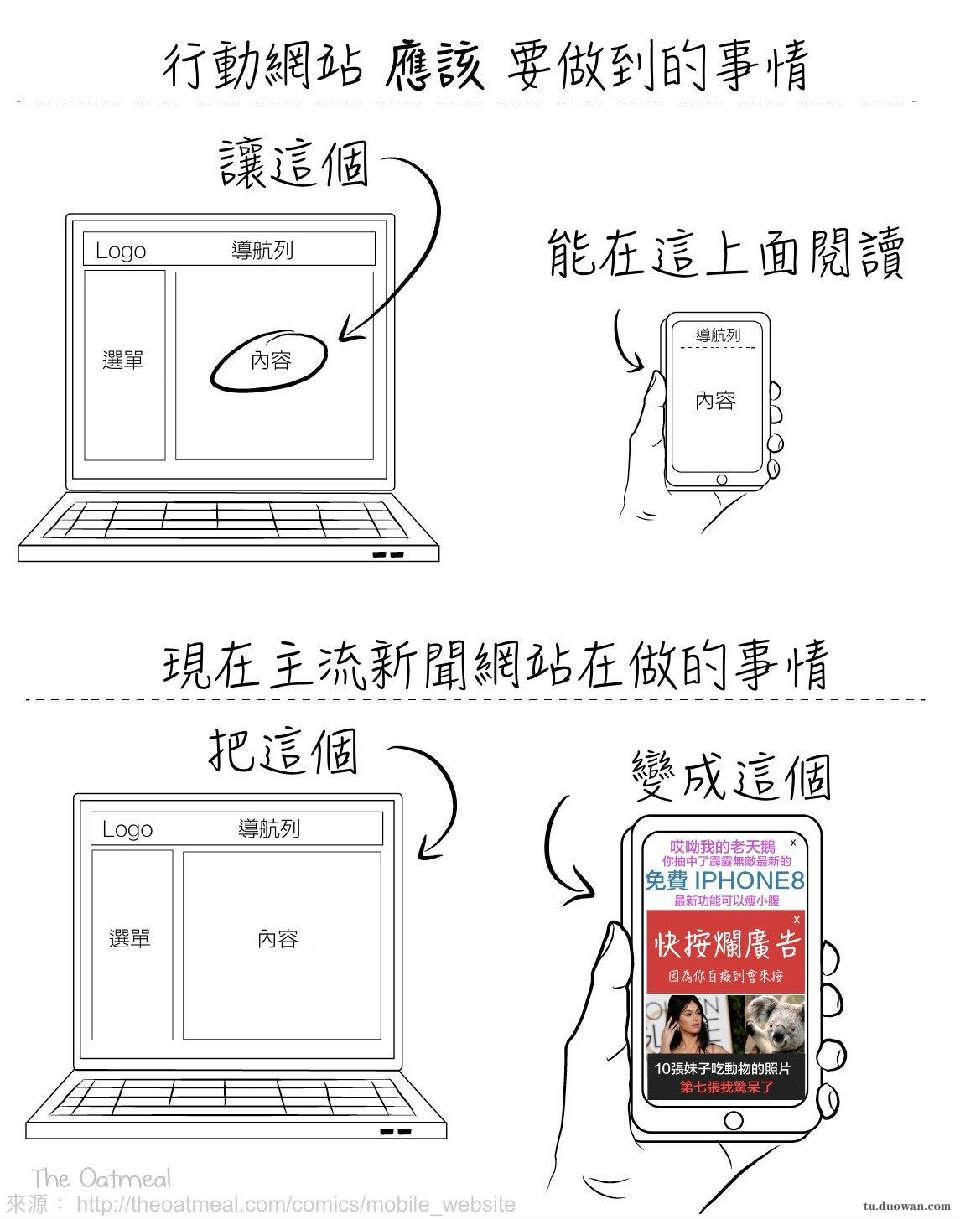 行動網站 應該 要做到的事情
讓這個
能在這上面閱讀
Logo 導航列
選單
內容
導航列
內容
現在主流新聞網站在做的事情
把這個
變成這個
Logo 導航列
選單
內容
哎呦我的老天鵝 x
你抽中了霹靂無敵最新的
免費 IPHONE8
最新功能可以瘦小腹
x
快按爛廣告
因為你自癡到會來按
10張妹子吃動物的照片
第七張我驚呆了
The Oatmeal
來源： http://theoatmeal.com/comics/mobile_website
tu.duowan.com